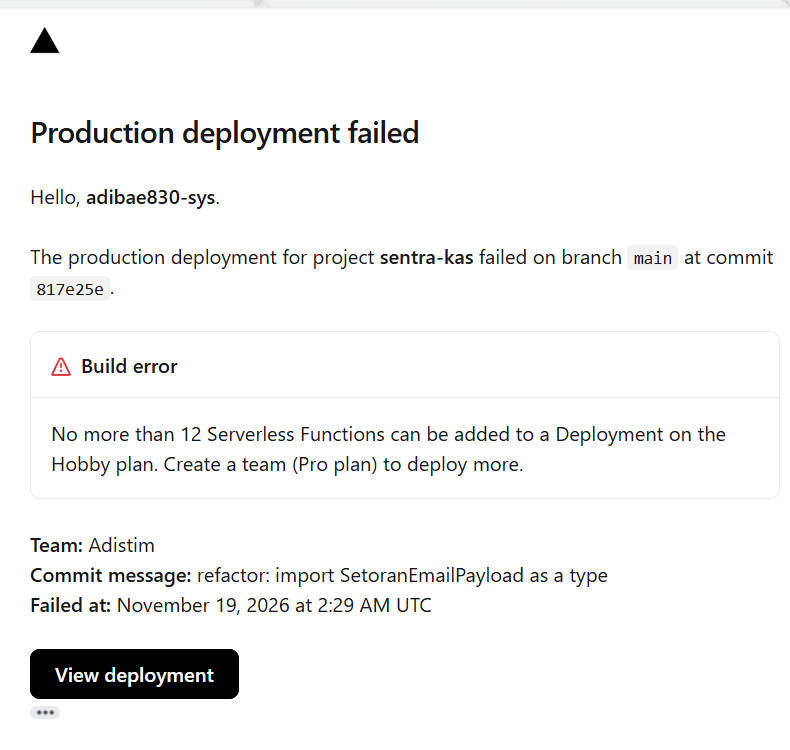 Production deployment failed
Hello, adibae830-sys.
The production deployment for project sentra-kas failed on branch main at commit
817e25e.
Build error
No more than 12 Serverless Functions can be added to a Deployment on the
Hobby plan. Create a team (Pro plan) to deploy more.
Team: Adistim
Commit message: refactor: import SetoranEmailPayload as a type
Failed at: November 19, 2026 at 2:29 AM UTC
View deployment